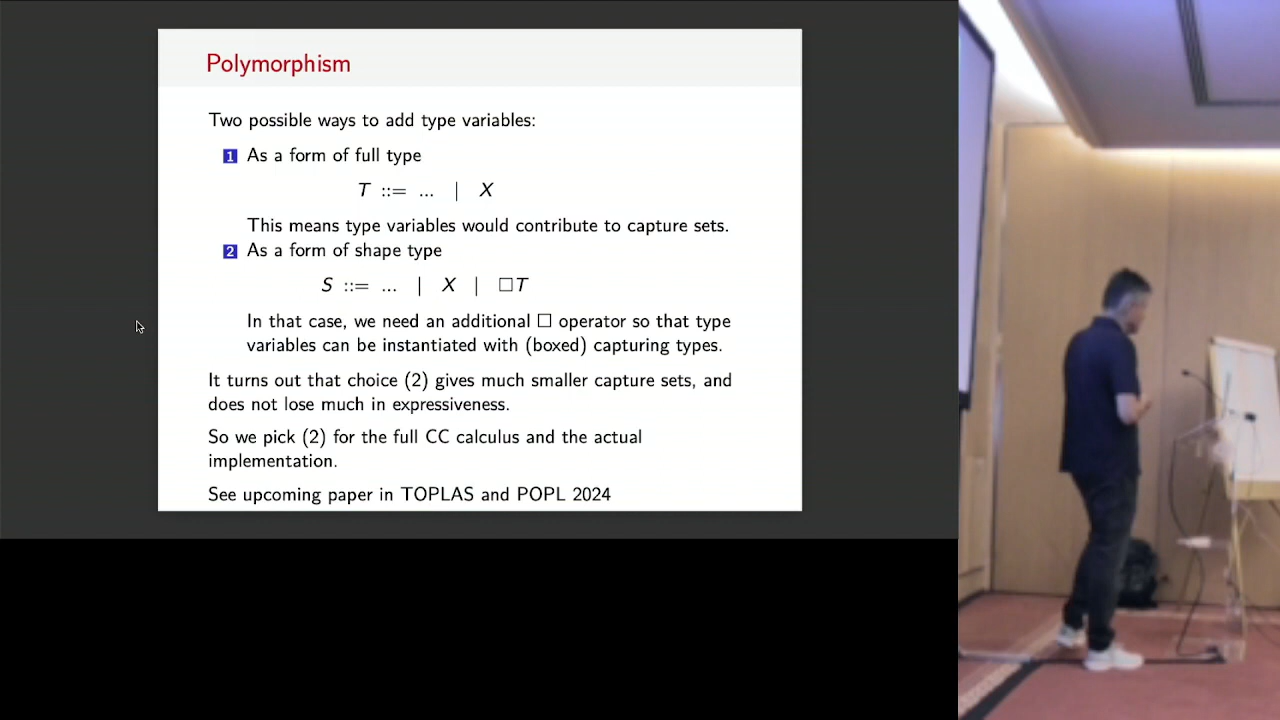 Polymorphism
Two possible ways to add type variables:
1 As a form of full type
T ::= ... | X
This means type variables would contribute to capture sets.
2 As a form of shape type
S ::= ... | X | □T
In that case, we need an additional □ operator so that type
variables can be instantiated with (boxed) capturing types.
It turns out that choice (2) gives much smaller capture sets, and
does not lose much in expressiveness.
So we pick (2) for the full CC calculus and the actual
implementation.
See upcoming paper in TOPLAS and POPL 2024